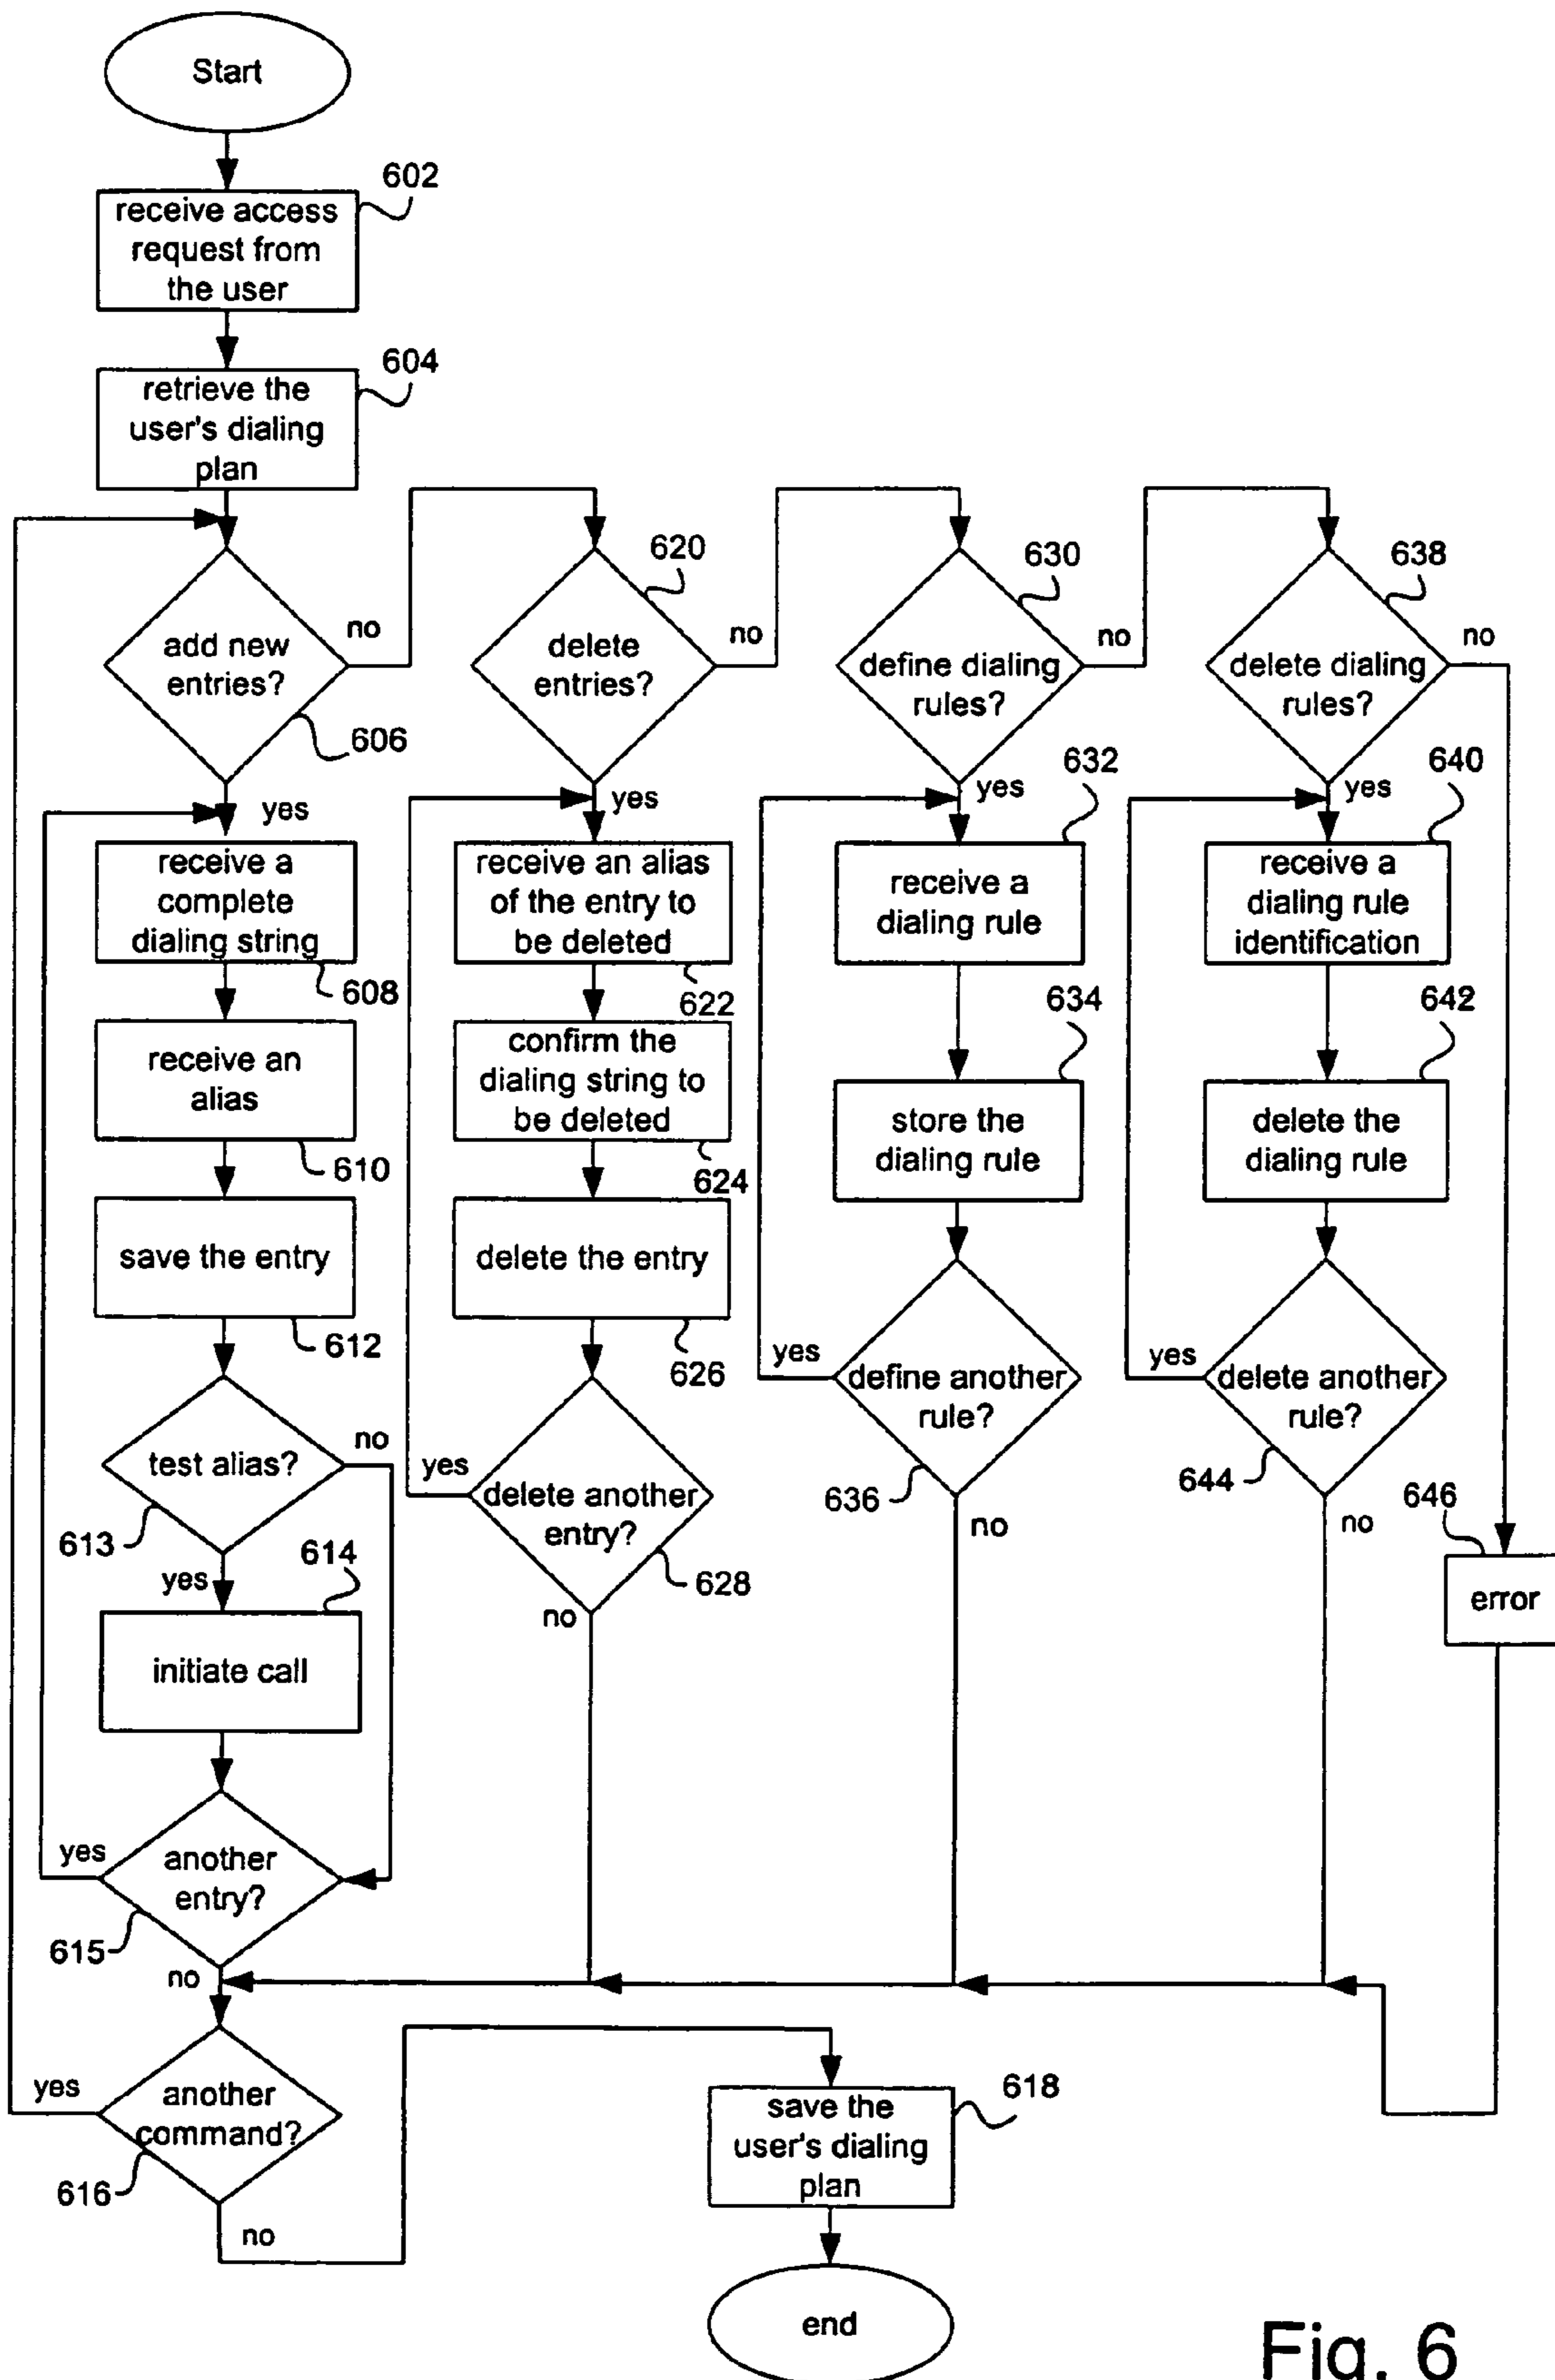 Start
602
receive access
request from
the user
604
retrieve the
user's dialing
plan
620
630
638
no
no
no
no
add new
entries?
delete
entries?
define dialing
rules?
delete dialing
rules?
606
632
640
yes
yes
yes
yes
receive a
complete
dialing string
608
receive an alias
of the entry to
be deleted
622
receive a
dialing rule
receive a
dialing rule
identification
634
642
receive an
alias
610
confirm the
dialing string to
be deleted
624
store the
dialing rule
delete the
dialing rule
save the entry
612
delete the entry
626
yes
define another
rule?
636
no
yes
delete another
rule?
644
no
test alias?
no
613
yes
614
yes
delete another
entry?
628
no
646
error
initiate call
yes
another
entry?
615
no
yes
another
command?
616
no
618
save the
user's dialing
plan
end
Fig. 6